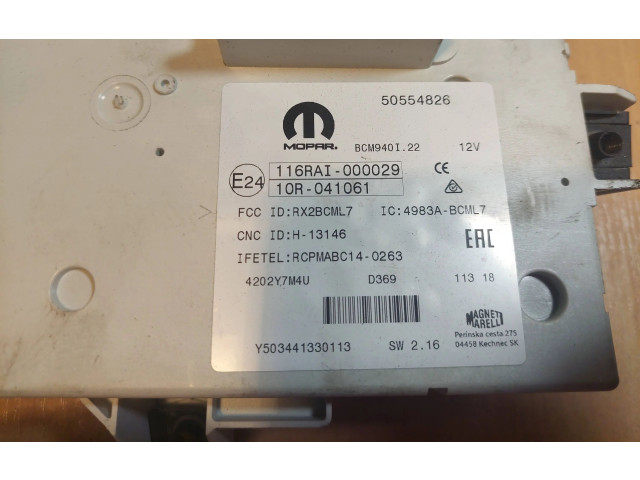 50554826
MOPAR.
BCM940I.22 12V
E24 116RAI-000029 CE
10R-041061
FCC ID:RX2BCML7 IC:4983A-BCML7
CNC ID:H-13146 EAC
IFETEL:RCPMABC14-0263
4202Y7M4U D369 113 18
MAGNETI
MARELLI
Perinska cesta 275
04458 Kechnec SK
Y503441330113 SW 2.16